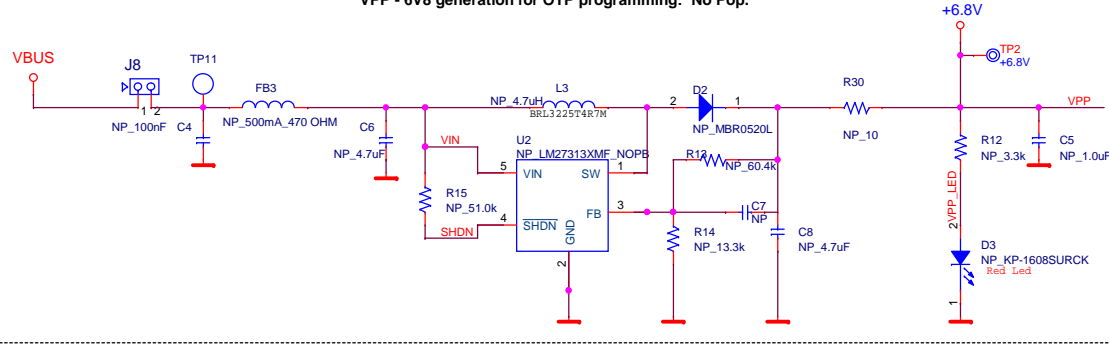 VPP - 6V8 generation for OTP programming. No Pop.
+6.8V
VBUS
J8
TP11
TP2
+6.8V
FB3
L3
D2
R30
1 2
NP_4.7uH
BRL3225T4R7M
2
1
VPP
NP_100nF
C4
NP_500mA_470 OHM
C6
NP_4.7uF
U2
NP_LM27313XMF_NOPB
NP_MBR0520L
NP_10
R12
NP_3.3k
C5
NP_1.0uF
VIN
R13
NP_60.4k
5
VIN
SW
1
R15
NP_51.0k
VPP_LED
4
SHDN
FB
3
C7
NP
2
SHDN
GND
R14
NP_13.3k
C8
NP_4.7uF
D3
NP_KP-1608SURCK
Red Led
2
1